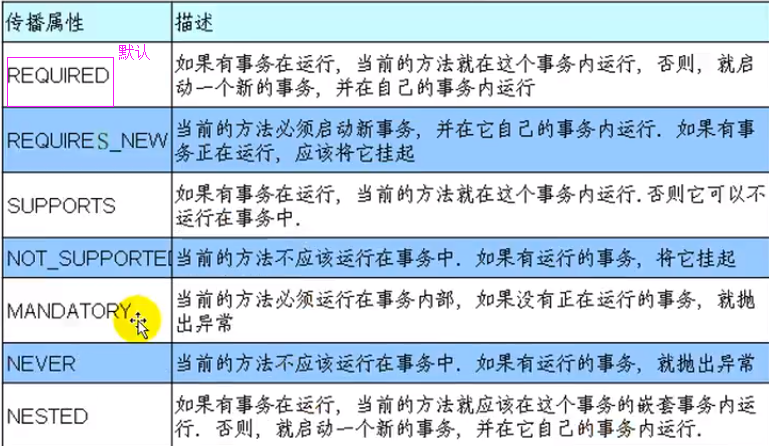 传播属性 描述
REQUIRED 默认 如果有事务在运行，当前的方法就在这个事务内运行，否则，就启
动一个新的事务，并在自己的事务内运行
REQUIRES_NEW 当前的方法必须启动新事务，并在它自己的事务内运行. 如果有事
务正在运行，应该将它挂起
SUPPORTS 如果有事务在运行，当前的方法就在这个事务内运行. 否则它可以不
运行在事务中.
NOT_SUPPORTED 当前的方法不应该运行在事务中. 如果有运行的事务，将它挂起
MANDATORY 当前的方法必须运行在事务内部，如果没有正在运行的事务，就抛
出异常
NEVER 当前的方法不应该运行在事务中. 如果有运行的事务，就抛出异常
NESTED 如果有事务在运行，当前的方法就应该在这个事务的嵌套事务内运
行. 否则，就启动一个新的事务，并在它自己的事务内运行.